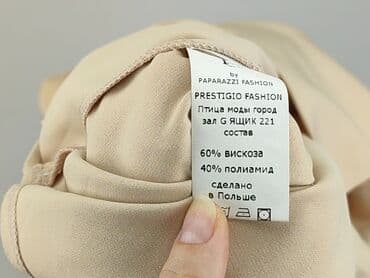 by
PAPARAZZI FASHION
PRESTIGIO FASHION
Птица моды город
зал G ЯЩИК 221
состав
60% вискоза
40% полиамид
сделано
в Польше